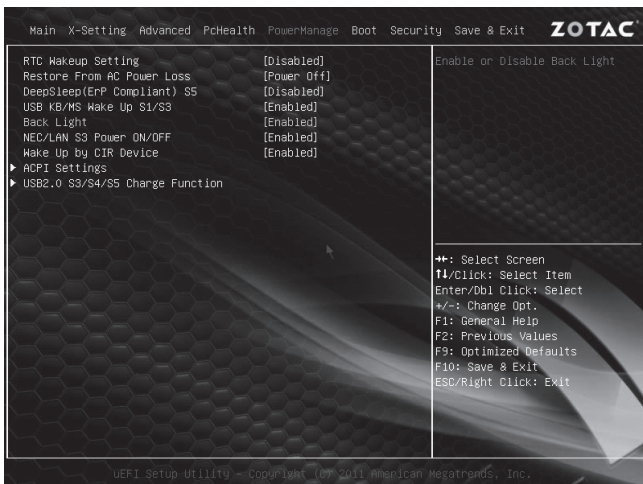 Main X-Setting Advanced PcHealth PowerManage Boot Security Save & Exit ZOTAC
RTC Wakeup Setting [Disabled]
Restore From AC Power Loss [Power Off]
DeepSleep(ErP Compliant) S5 [Disabled]
USB KB/MS Wake Up S1/S3 [Enabled]
Back Light [Enabled]
NEC/LAN S3 Power ON/OFF [Enabled]
Wake Up by CIR Device [Enabled]
ACPI Settings
USB2.0 S3/S4/S5 Charge Function
Enable or Disable Back Light
→←: Select Screen
↑↓/Click: Select Item
Enter/Dbl Click: Select
+/-: Change Opt.
F1: General Help
F2: Previous Values
F9: Optimized Defaults
F10: Save & Exit
ESC/Right Click: Exit
uEFI Setup Utility - Copyright (C) 2011 American Megatrends, Inc.